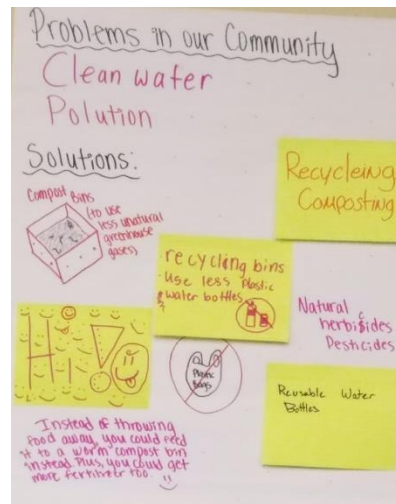 Problems in our Community
Clean water
Polution
Solutions:
Recycleing
Composting
Compost Bins
(to use
less unatural
greenhouse
gases)
recycling bins
Use less Plastic
water bottles
Natural
herbisides
Pesticides
HI!
Plastic
Bags
Reusable Water
Bottles
Instead of throwing
food away, you could feed
it to a worm compost bin
instead. Plus, you could get
more fertilizer too